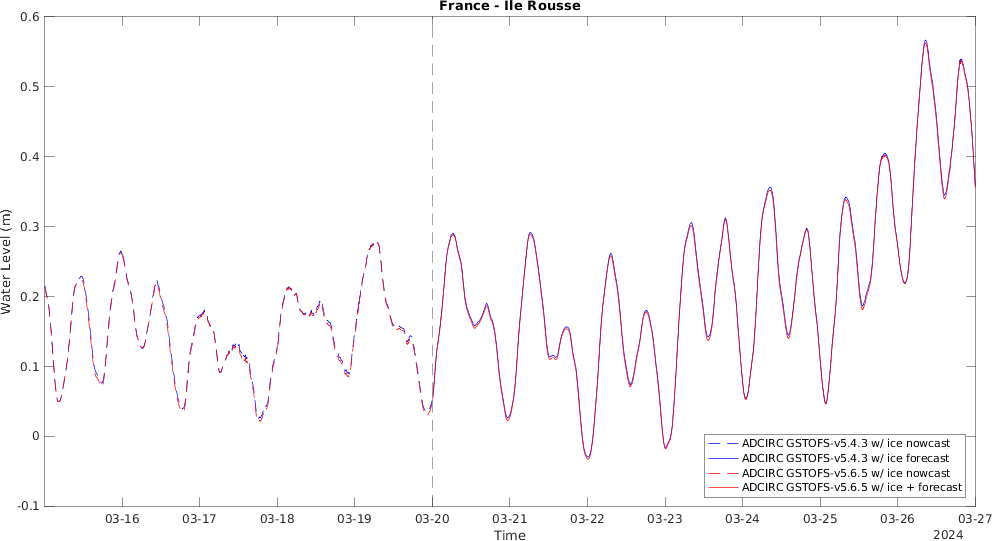 France - Ile Rousse
0.6
0.5
0.4
0.3
0.2
0.1
0
-0.1
Water Level (m)
ADCIRC GSTOFS-v5.4.3 w/ ice nowcast
ADCIRC GSTOFS-v5.4.3 w/ ice forecast
ADCIRC GSTOFS-v5.6.5 w/ ice nowcast
ADCIRC GSTOFS-v5.6.5 w/ ice + forecast
03-16 03-17 03-18 03-19 03-20 03-21 03-22 03-23 03-24 03-25 03-26 03-27
Time
2024